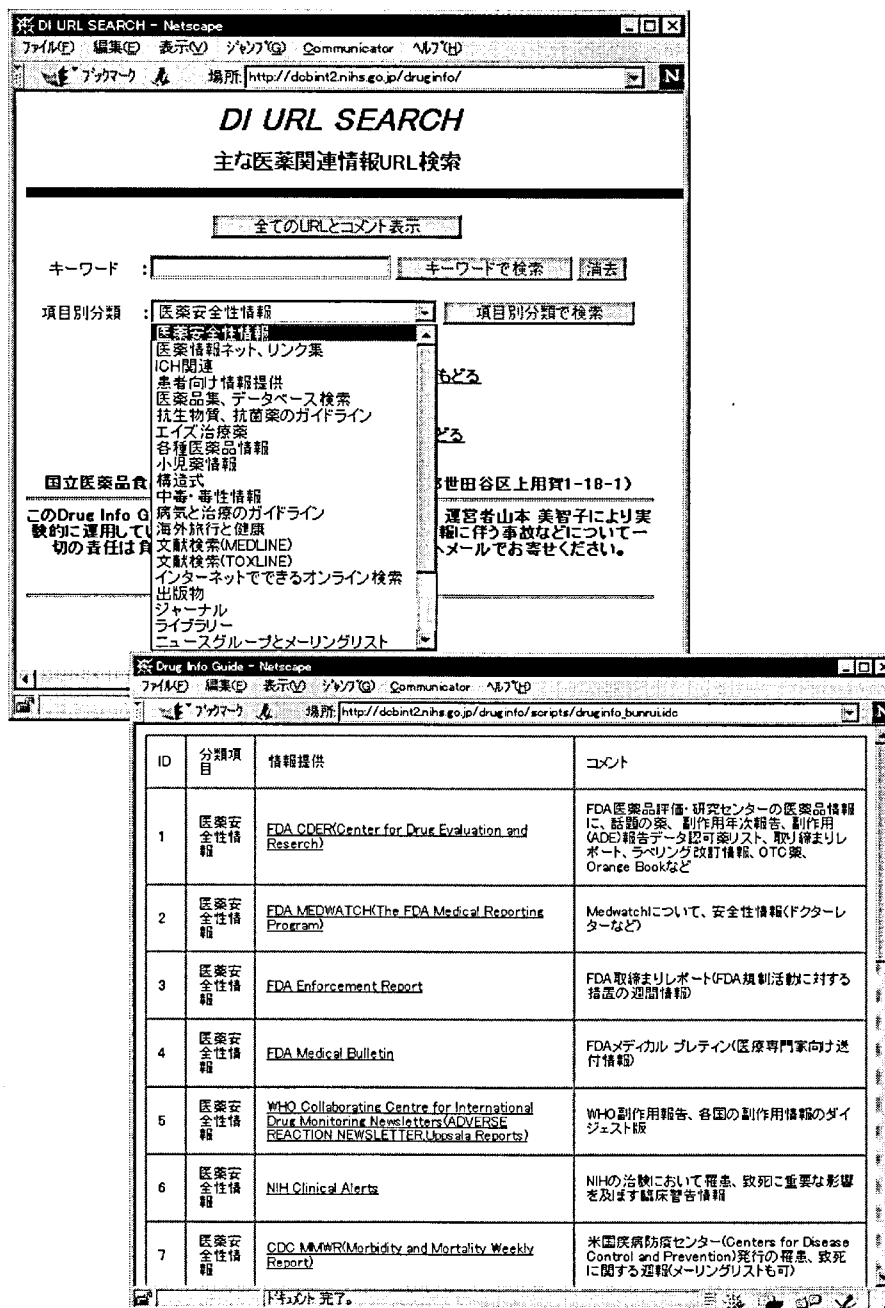 DI URL SEARCH - Netscape
ファイル(F) 編集(E) 表示(V) ジャンプ(G) Communicator ヘルプ(H)
ブックマーク 場所: http://dcbint2.nihs.go.jp/druginfo/ N
DI URL SEARCH
主な医薬関連情報URL検索
全てのURLとコメント表示
キーワード : キーワードで検索 消去
項目別分類 : 医薬安全性情報 項目別分類で検索
医薬安全性情報
医薬情報ネット、リンク集
ICH関連
患者向け情報提供 もどる
医薬品集、データベース検索
抗生物質、抗菌薬のガイドライン
エイズ治療薬 どる
各種医薬品情報
小児薬情報
構造式
国立医薬品食 中毒・毒性情報 世田谷区上用賀1-18-1)
このDrug Info G 病気と治療のガイドライン 運営者山本 美智子により実
験的に運用してい 海外旅行と健康 報に伴う事故などについて一
切の責任は負 文献検索(MEDLINE) メールでお寄せください。
文献検索(TOXLINE)
インターネットでできるオンライン検索
出版物
ジャーナル
ライブラリー
ニュースグループとメーリングリスト
Drug Info Guide - Netscape
ファイル(F) 編集(E) 表示(V) ジャンプ(G) Communicator ヘルプ(H)
ブックマーク 場所: http://dcbint2.nihs.go.jp/druginfo/scripts/druginfo_bunrui.idc N
ID 分類項目 情報提供 コメント
1 医薬安全性情報 FDA CDER(Center for Drug Evaluation and
Reserch)
FDA医薬品評価・研究センターの医薬品情報
に、話題の薬、副作用年次報告、副作用
(ADE)報告データ認可薬リスト、取り締まりレ
ポート、ラベリング改訂情報、OTC薬、
Orange Bookなど
2 医薬安全性情報 FDA MEDWATCH(The FDA Medical Reporting
Program)
Medwatchについて、安全性情報(ドクターレ
ターなど)
3 医薬安全性情報 FDA Enforcement Report
FDA取締まりレポート(FDA規制活動に対する
措置の週間情報)
4 医薬安全性情報 FDA Medical Bulletin
FDAメディカル ブレティン(医療専門家向け送
付情報)
5 医薬安全性情報 WHO Collaborating Centre for International
Drug Monitoring Newsletters(ADVERSE
REACTION NEWSLETTER,Uppsala Reports)
WHO副作用報告、各国の副作用情報のダイ
ジェスト版
6 医薬安全性情報 NIH Clinical Alerts
NIHの治験において罹患、致死に重要な影響
を及ぼす臨床警告情報
7 医薬安全性情報 CDC MMWR(Morbidity and Mortality Weekly
Report)
米国疾病防疫センター(Centers for Disease
Control and Prevention)発行の罹患、致死
に関する週報(メーリングリストも可)
ドキュメント 完了。